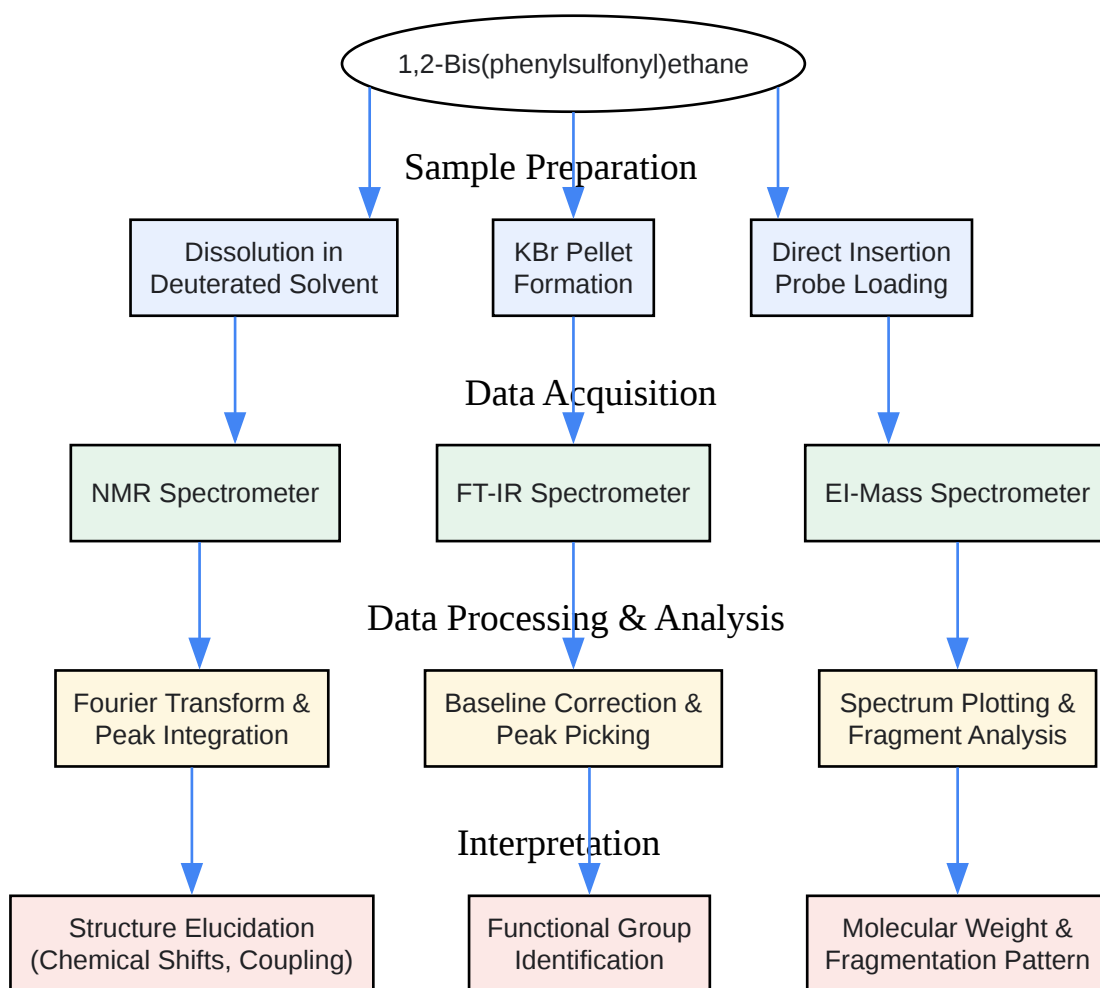 1,2-Bis(phenylsulfonyl)ethane
Sample Preparation
Dissolution in
Deuterated Solvent
KBr Pellet
Formation
Direct Insertion
Probe Loading
Data Acquisition
NMR Spectrometer
FT-IR Spectrometer
EI-Mass Spectrometer
Data Processing & Analysis
Fourier Transform &
Peak Integration
Baseline Correction &
Peak Picking
Spectrum Plotting &
Fragment Analysis
Interpretation
Structure Elucidation
(Chemical Shifts, Coupling)
Functional Group
Identification
Molecular Weight &
Fragmentation Pattern